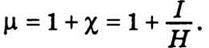 μ = 1 + χ = 1 + I/H.